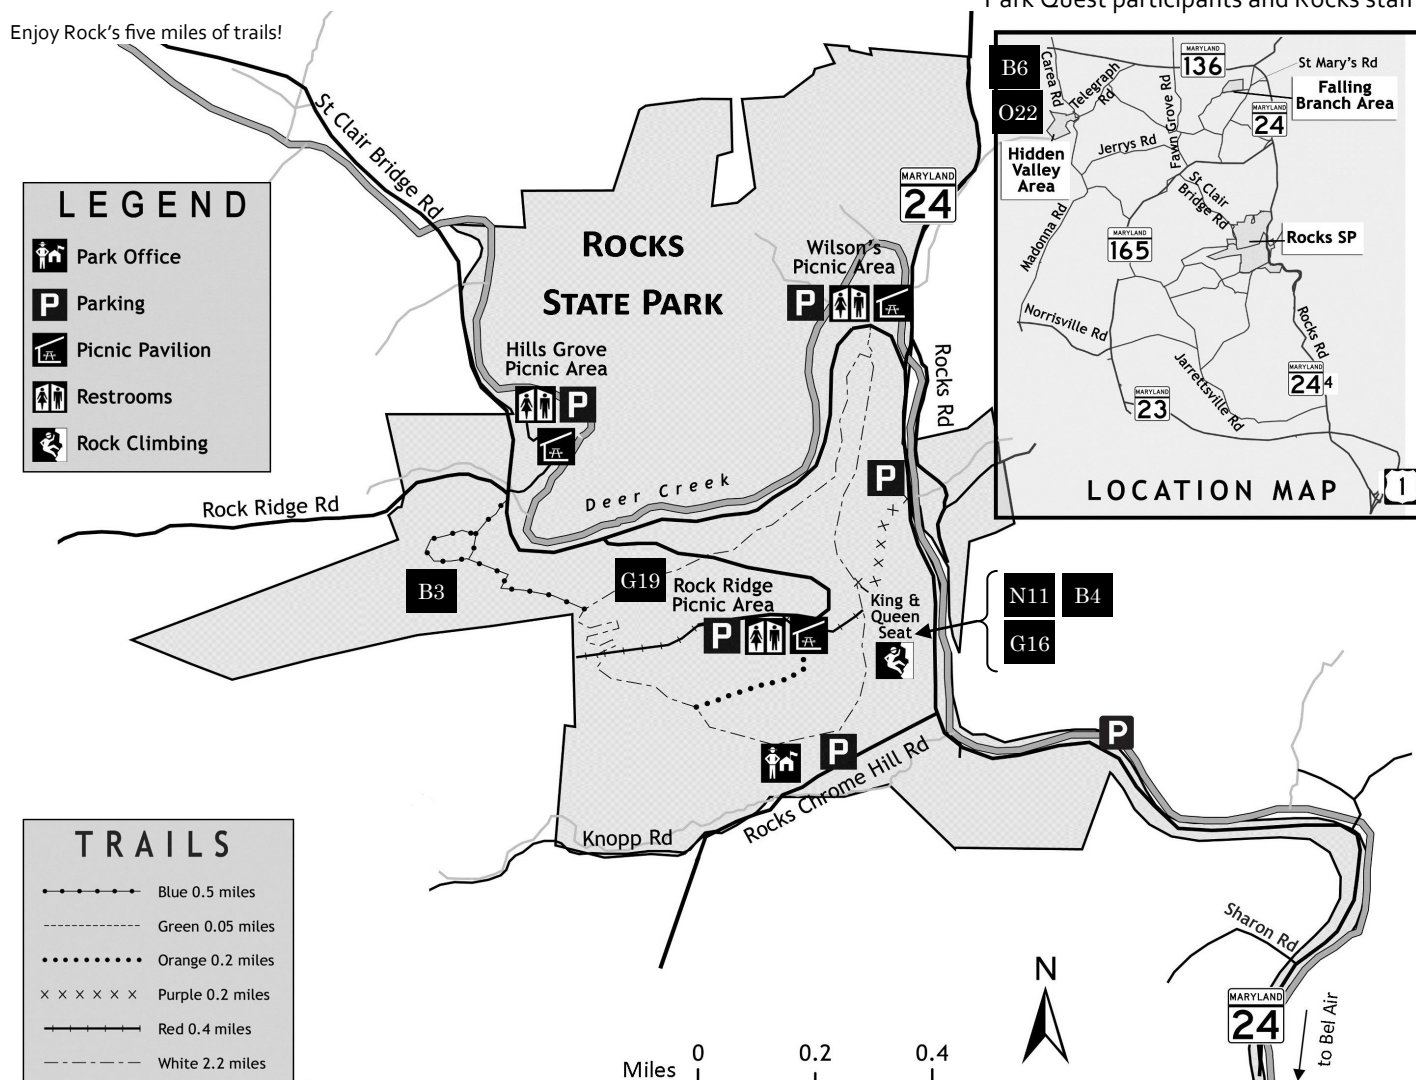 Park Quest participants and Rocks staff
Enjoy Rock's five miles of trails!
LEGEND
Park Office
P Parking
Picnic Pavilion
Restrooms
Rock Climbing
St Clair Bridge Rd
ROCKS
STATE PARK
Wilson's
Picnic Area
P
MARYLAND
24
Rocks Rd
Hills Grove
Picnic Area
P
Deer Creek
P
Rock Ridge Rd
B3
G19
Rock Ridge
Picnic Area
P
King &
Queen
Seat
N11 B4
G16
P
P
Rocks Chrome Hill Rd
Knopp Rd
Sharon Rd
MARYLAND
24
to Bel Air
N
Miles 0 0.2 0.4
TRAILS
Blue 0.5 miles
Green 0.05 miles
Orange 0.2 miles
Purple 0.2 miles
Red 0.4 miles
White 2.2 miles
B6
O22
Carea Rd
Telegraph
Rd
MARYLAND
136
St Mary's Rd
Falling
Branch Area
MARYLAND
24
Fawn Grove Rd
Jerrys Rd
Hidden
Valley
Area
St Clair
Bridge Rd
Madonna Rd
MARYLAND
165
Rocks SP
Norrisville Rd
Rocks Rd
Jarrettsville Rd
MARYLAND
24 4
MARYLAND
23
LOCATION MAP
1